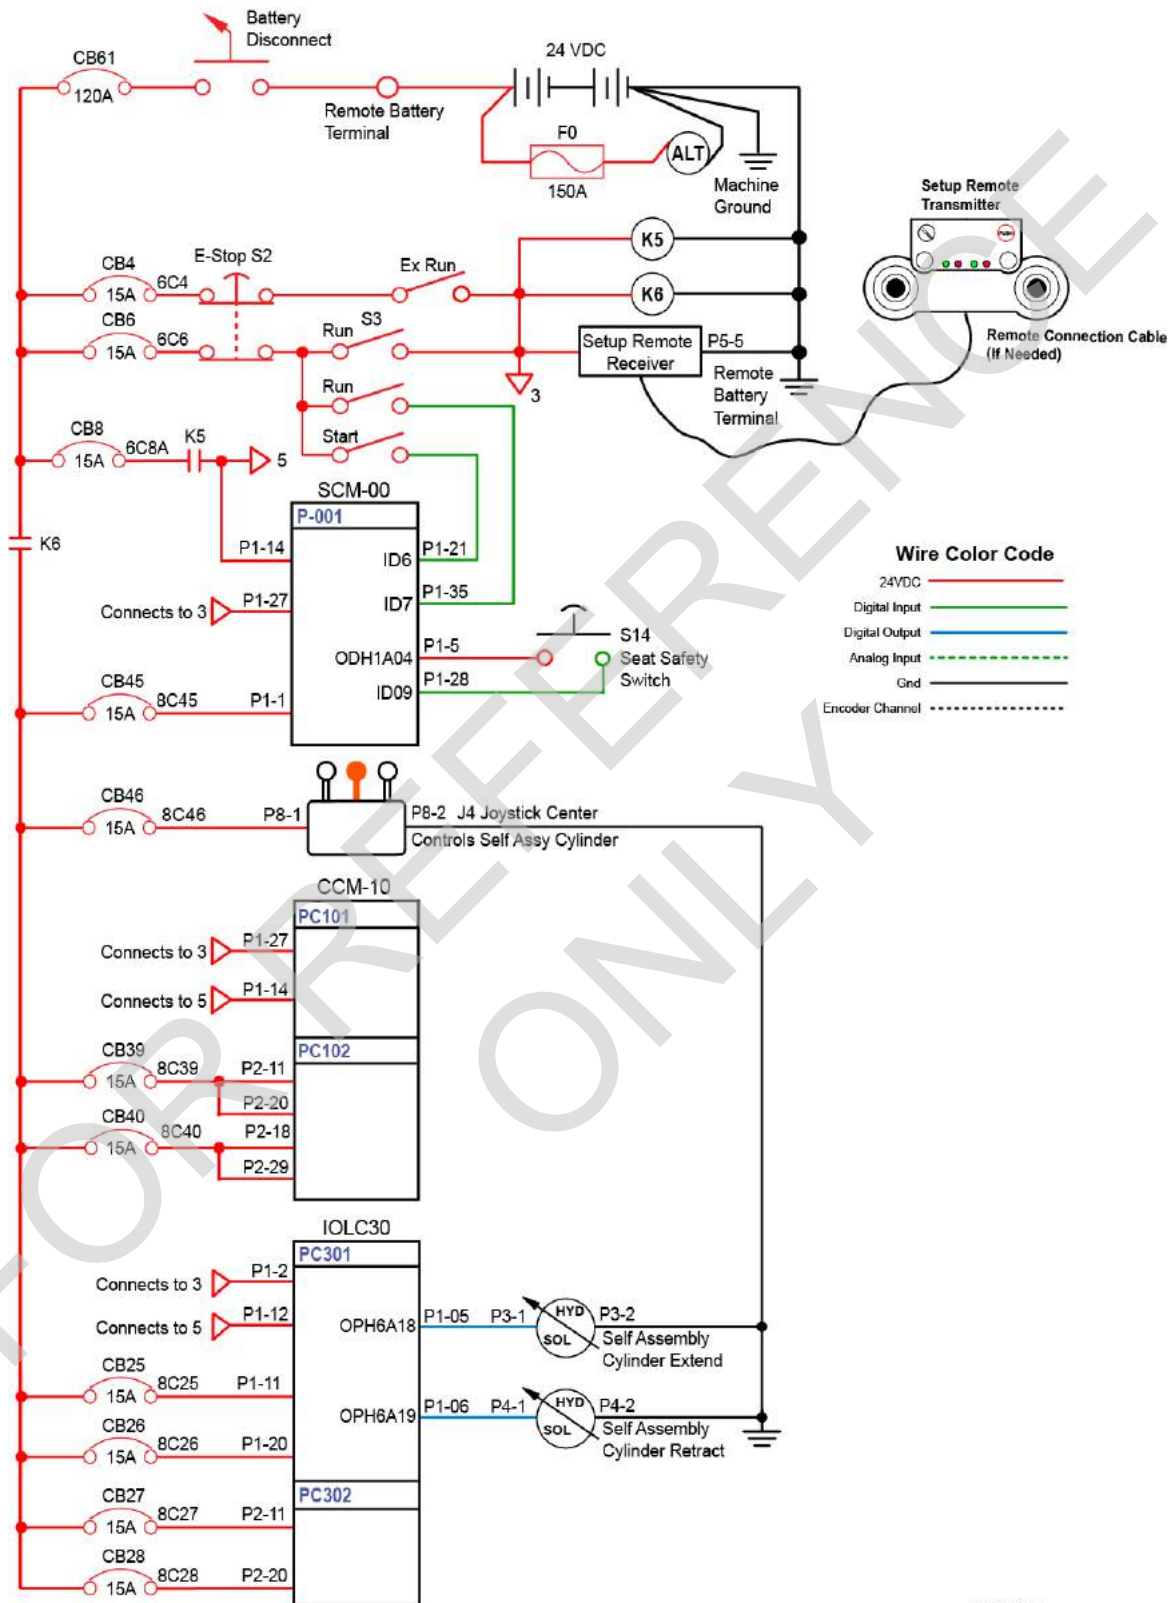 Battery
Disconnect
CB61
120A
24 VDC
Remote Battery
Terminal
F0
150A
ALT
Machine
Ground
Setup Remote
Transmitter
PUSH
K5
CB4
15A
6C4
E-Stop S2
Ex Run
K6
CB6
15A
6C6
Run
S3
Setup Remote
Receiver
P5-5
Remote
Battery
Terminal
Remote Connection Cable
(If Needed)
3
Run
Start
CB8
15A
6C8A
K5
5
SCM-00
P-001
K6
P1-14
ID6
P1-21
Connects to 3
P1-27
ID7
P1-35
ODH1A04
P1-5
S14
Seat Safety
Switch
ID09
P1-28
CB45
15A
8C45
P1-1
Wire Color Code
24VDC
Digital Input
Digital Output
Analog Input
Gnd
Encoder Channel
CB46
15A
8C46
P8-1
P8-2 J4 Joystick Center
Controls Self Assy Cylinder
CCM-10
PC101
Connects to 3
P1-27
Connects to 5
P1-14
PC102
CB39
15A
8C39
P2-11
P2-20
CB40
15A
8C40
P2-18
P2-29
IOLC30
PC301
Connects to 3
P1-2
Connects to 5
P1-12
OPH6A18
P1-05
P3-1
HYD
SOL
P3-2
Self Assembly
Cylinder Extend
CB25
15A
8C25
P1-11
OPH6A19
P1-06
P4-1
HYD
SOL
P4-2
Self Assembly
Cylinder Retract
CB26
15A
8C26
P1-20
PC302
CB27
15A
8C27
P2-11
CB28
15A
8C28
P2-20
FOR REFERENCE
ONLY